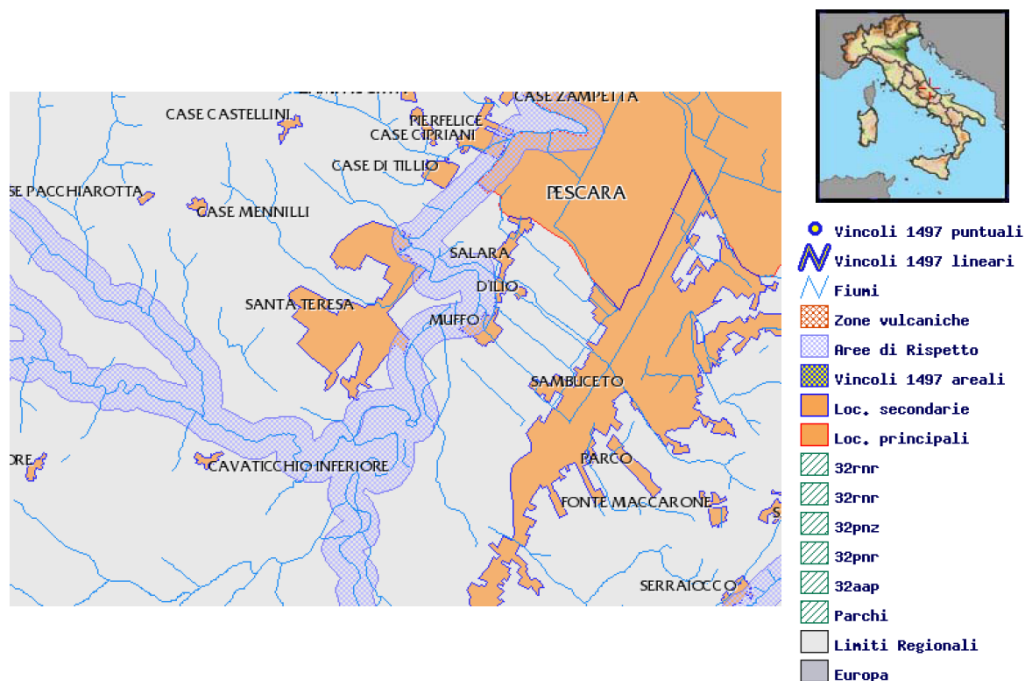 CASE ZAMPETTA
CASE CASTELLINI
PIERFELICE
CASE CIPRIANI
CASE DI TILLIO
SE PACCHIAROTTA
PESCARA
CASE MENNILLI
SALARA
D'ILIO
SANTA TERESA
MUFFO
SAMBUCETO
PARCO
ORE
CAVATICCHIO INFERIORE
FONTE MACCARONE
S
SERRAIOCCO
Vincoli 1497 puntuali
Vincoli 1497 lineari
Fiumi
Zone vulcaniche
Aree di Rispetto
Vincoli 1497 areali
Loc. secondarie
Loc. principali
32rnr
32rnr
32pnz
32pnr
32aap
Parchi
Limiti Regionali
Europa